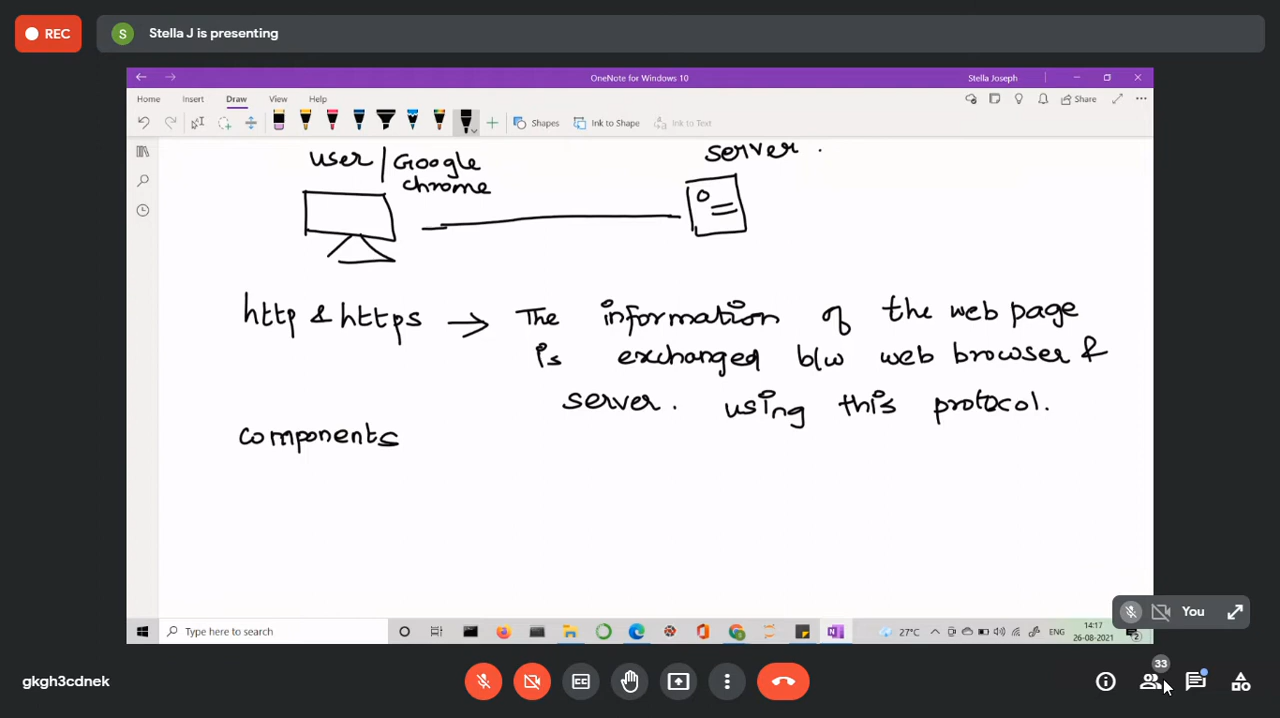 REC
S
Stella J is presenting
OneNote for Windows 10
Stella Joseph
Home Insert Draw View Help
Share
Shapes Ink to Shape Ink to Text
user | Google
chrome
server .
http & https → The information of the web page
is exchanged b/w web browser &
server. using this protocol.
components
You
Type here to search
27°C
ENG
14:17
26-08-2021
2
gkgh3cdnek
CC
33